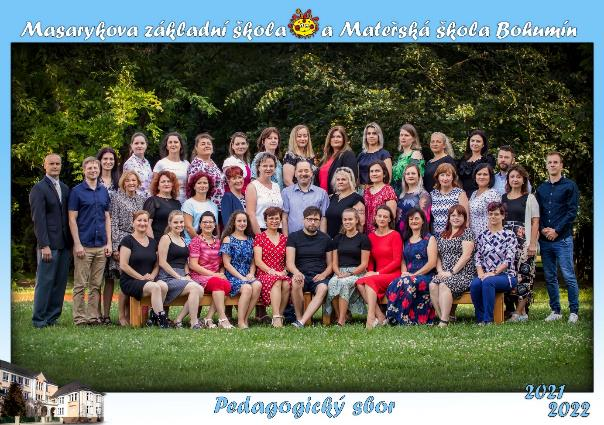 Masarykova základní škola a Mateřská škola Bohumín
Pedagogický sbor
2021
2022